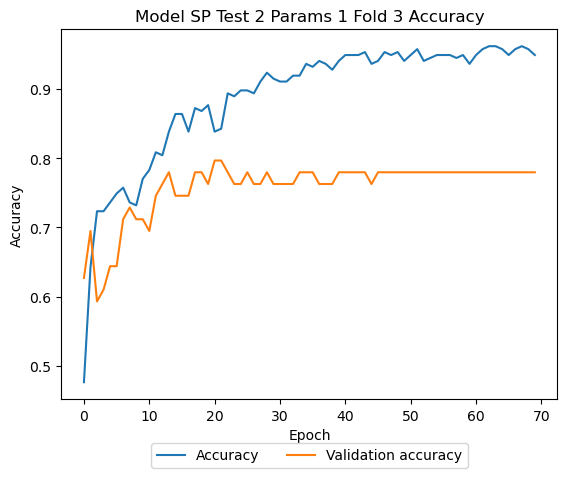 Model SP Test 2 Params 1 Fold 3 Accuracy
Accuracy
0.9
0.8
0.7
0.6
0.5
0 10 20 30 40 50 60 70
Epoch
Accuracy Validation accuracy